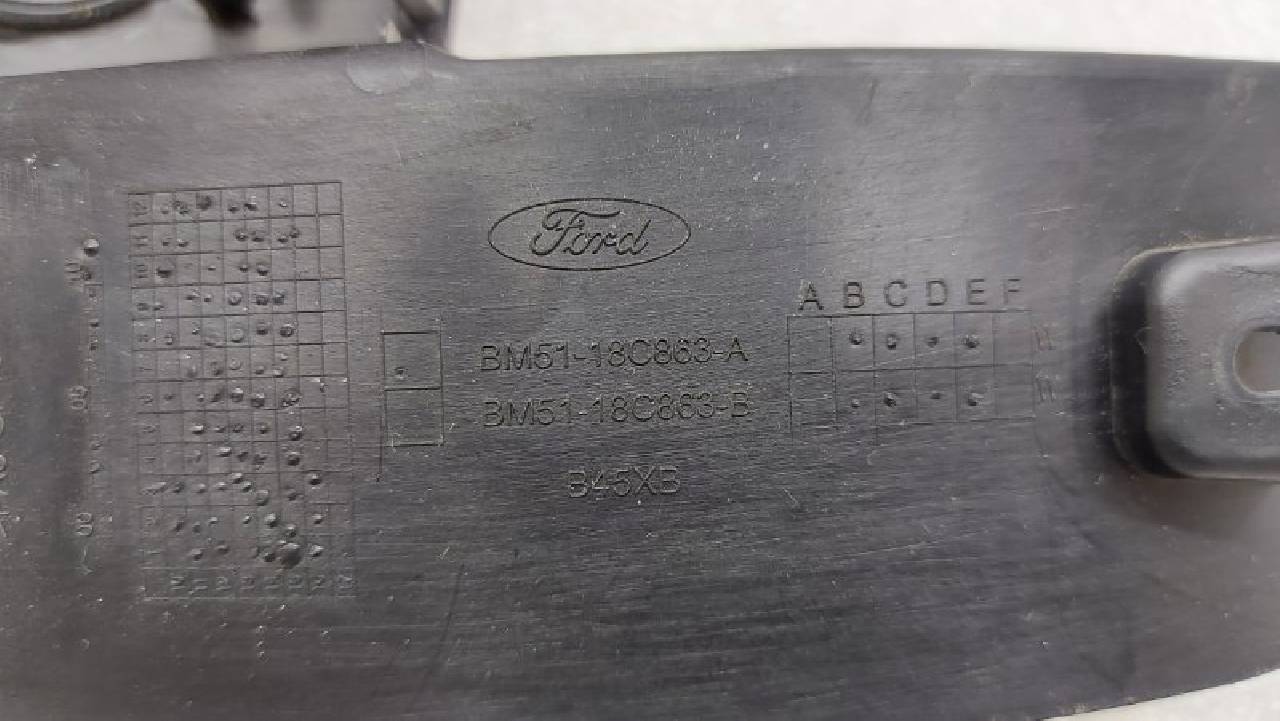 Ford
A B C D E F
BM51-18C863-A
BM51-18C863-B
B45XB